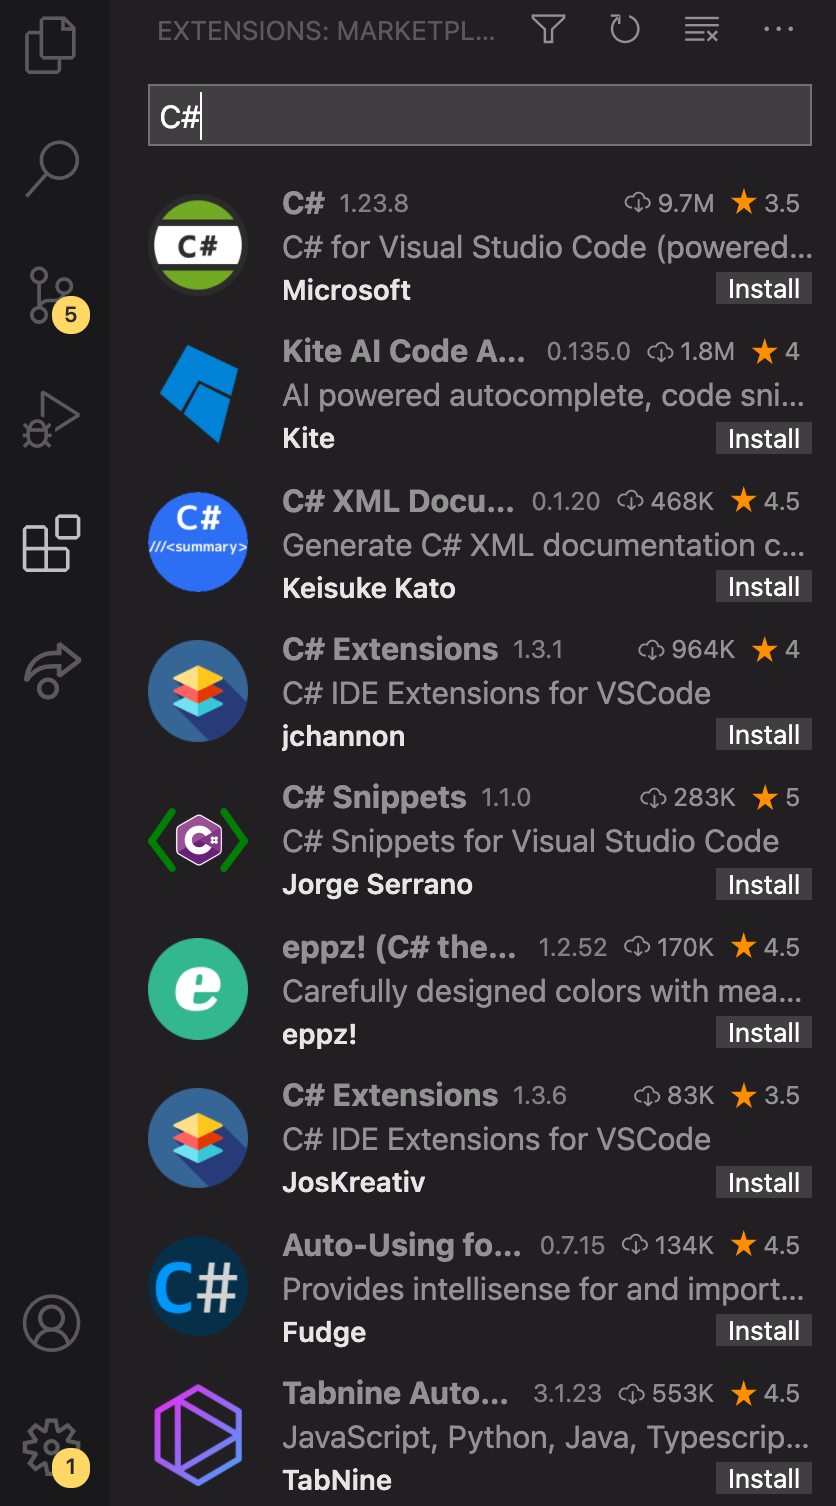 EXTENSIONS: MARKETPL...
C#
C# 1.23.8 9.7M ★ 3.5
C#
C# for Visual Studio Code (powered...
Microsoft Install
5
Kite AI Code A... 0.135.0 1.8M ★ 4
AI powered autocomplete, code sni...
Kite Install
C# XML Docu... 0.1.20 468K ★ 4.5
C#
///<summary>
Generate C# XML documentation c...
Keisuke Kato Install
C# Extensions 1.3.1 964K ★ 4
C# IDE Extensions for VSCode
jchannon Install
C# Snippets 1.1.0 283K ★ 5
C#
C# Snippets for Visual Studio Code
Jorge Serrano Install
eppz! (C# the... 1.2.52 170K ★ 4.5
e
Carefully designed colors with mea...
eppz! Install
C# Extensions 1.3.6 83K ★ 3.5
C# IDE Extensions for VSCode
JosKreativ Install
Auto-Using fo... 0.7.15 134K ★ 4.5
C#
Provides intellisense for and import...
Fudge Install
Tabnine Auto... 3.1.23 553K ★ 4.5
JavaScript, Python, Java, Typescrip...
1
TabNine Install